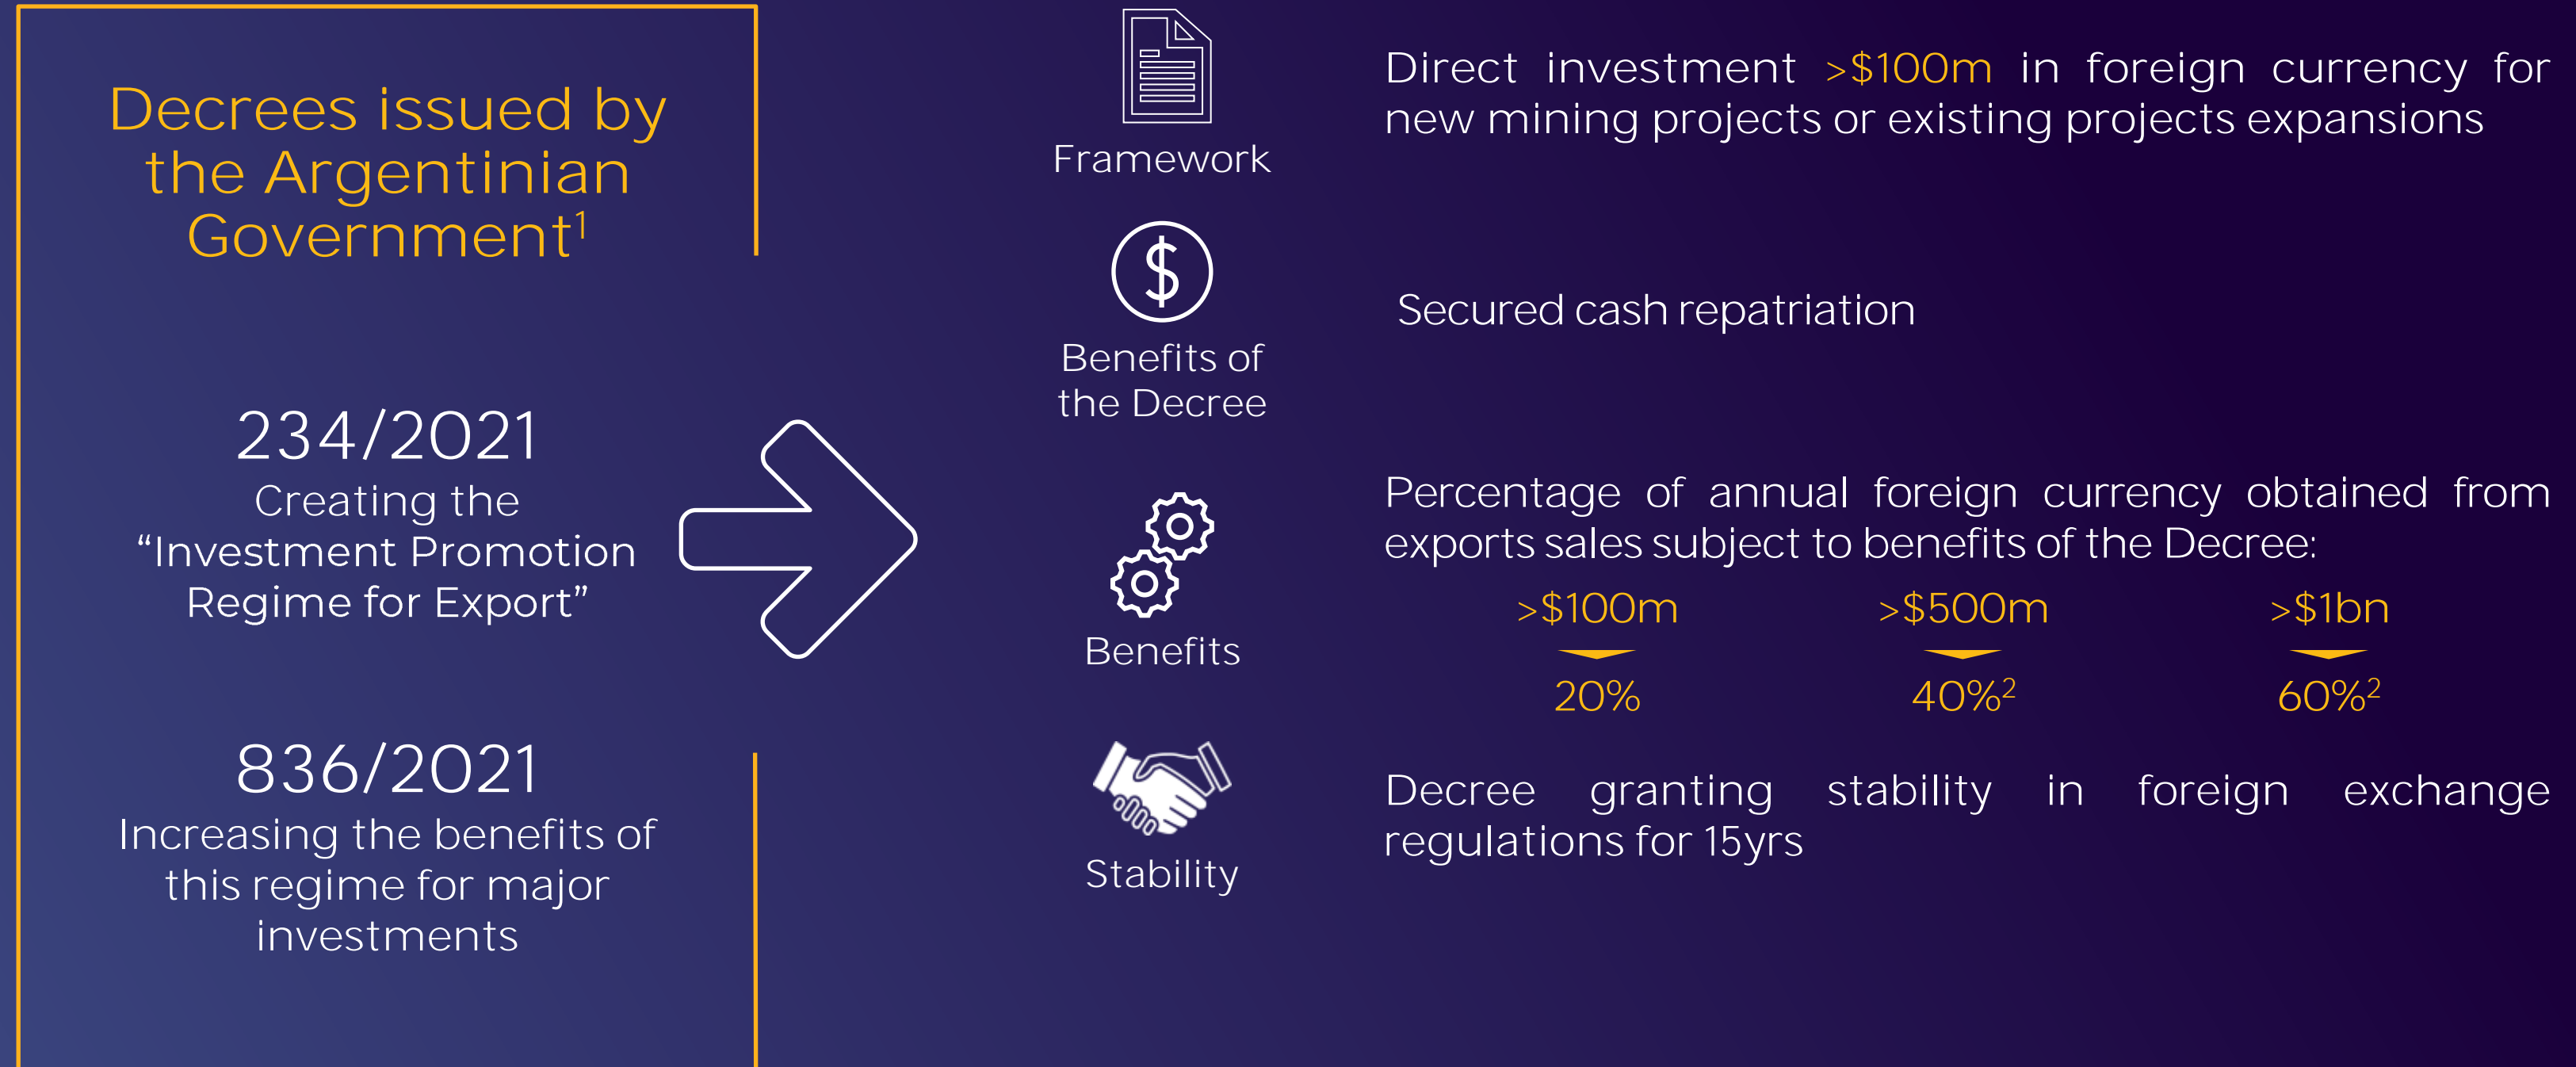 Decrees issued by
the Argentinian
Government¹
234/2021
Creating the
“Investment Promotion
Regime for Export”
836/2021
Increasing the benefits of
this regime for major
investments
Framework
Direct investment >$100m in foreign currency for
new mining projects or existing projects expansions
$
Benefits of
the Decree
Secured cash repatriation
Benefits
Percentage of annual foreign currency obtained from
exports sales subject to benefits of the Decree:
>$100m >$500m >$1bn
20% 40%² 60%²
Stability
Decree granting stability in foreign exchange
regulations for 15yrs